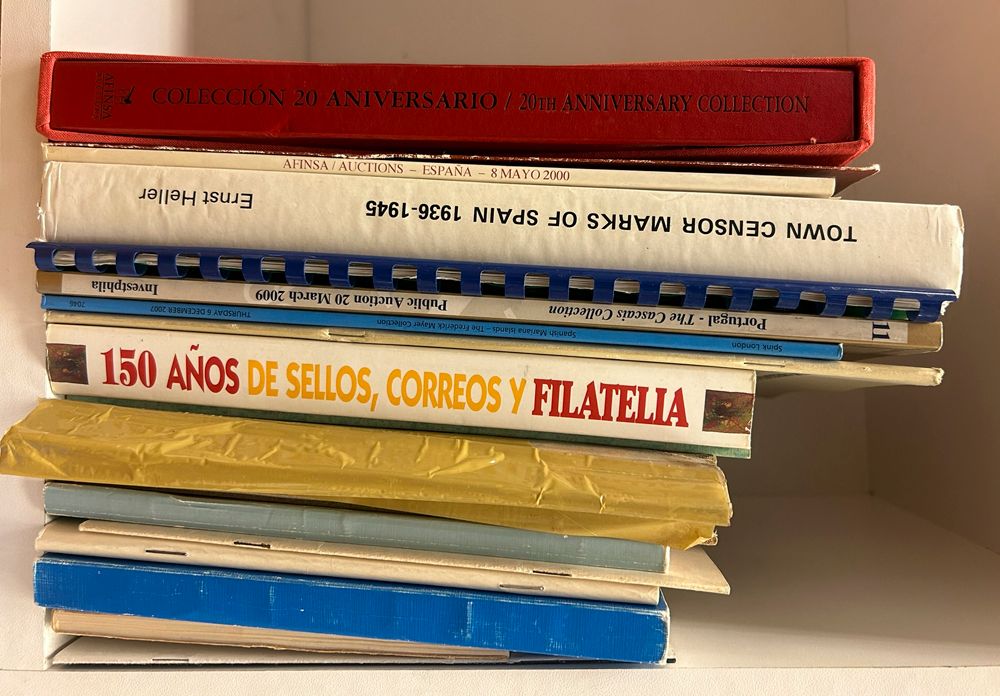 AFINSA
COLECCIÓN 20 ANIVERSARIO / 20TH ANNIVERSARY COLLECTION
AFINSA / AUCTIONS – ESPAÑA – 8 MAYO 2000
TOWN CENSOR MARKS OF SPAIN 1936-1945 Ernst Heller
11 Portugal - The Cascais Collection Public Auction 20 March 2009 Investphila
Spink London Spanish Mariana Islands – The Frederick Mayer Collection THURSDAY 6 DECEMBER 2007 7046
150 AÑOS DE SELLOS, CORREOS Y FILATELIA